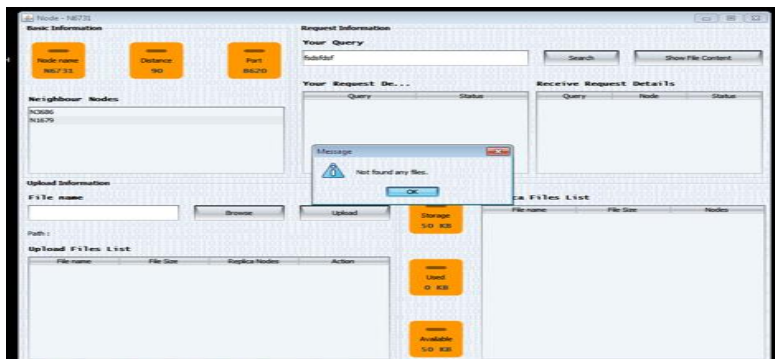 Node - N6731
Basic Information
Node name
N6731
Distance
90
Port
8620
Neighbour Nodes
N3686
N1679
Request Information
Your Query
fsdsfdsf
Search
Show File Content
Your Request De...
Query Status
Receive Request Details
Query Node Status
Message
Not found any files.
OK
Upload Information
File name
Browse
Upload
Path :
Upload Files List
File name File Size Replica Nodes Action
Storage
50 KB
Used
0 KB
Available
50 KB
ca Files List
File name File Size Nodes